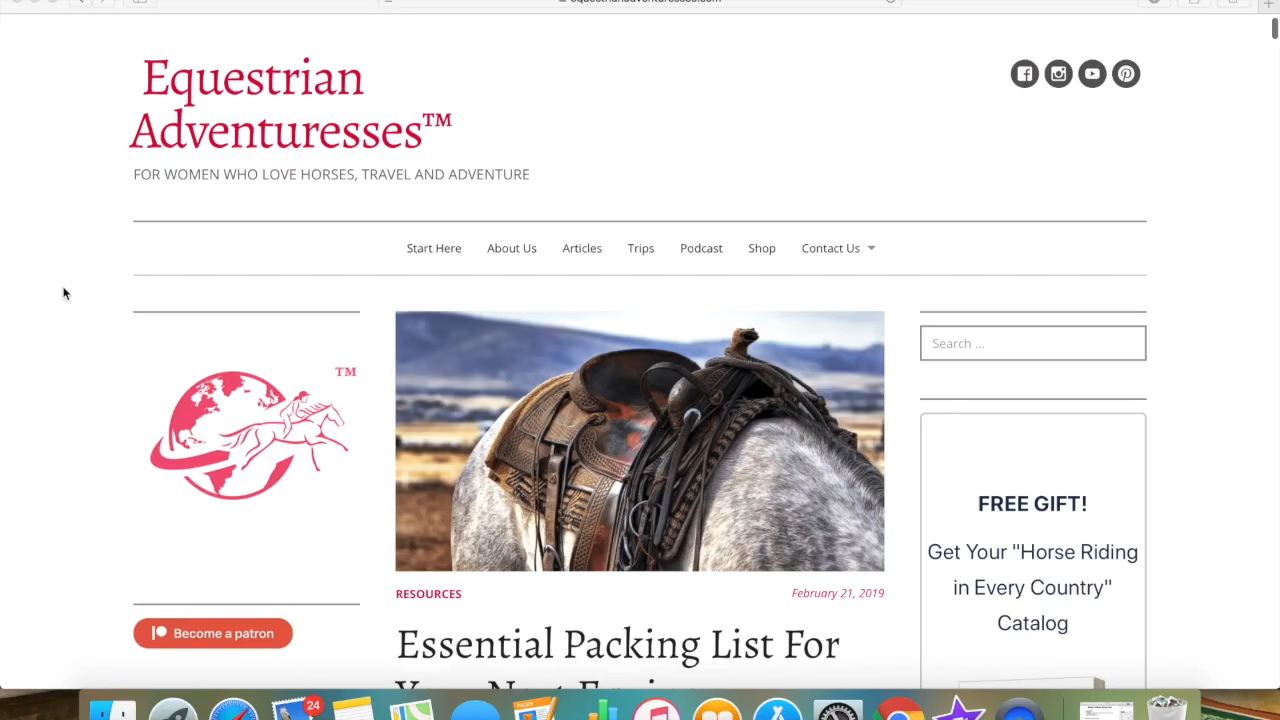 Equestrian
Adventuresses™
FOR WOMEN WHO LOVE HORSES, TRAVEL AND ADVENTURE
Start Here About Us Articles Trips Podcast Shop Contact Us
TM
Become a patron
RESOURCES
February 21, 2019
Essential Packing List For
Search ...
FREE GIFT!
Get Your "Horse Riding
in Every Country"
Catalog
24